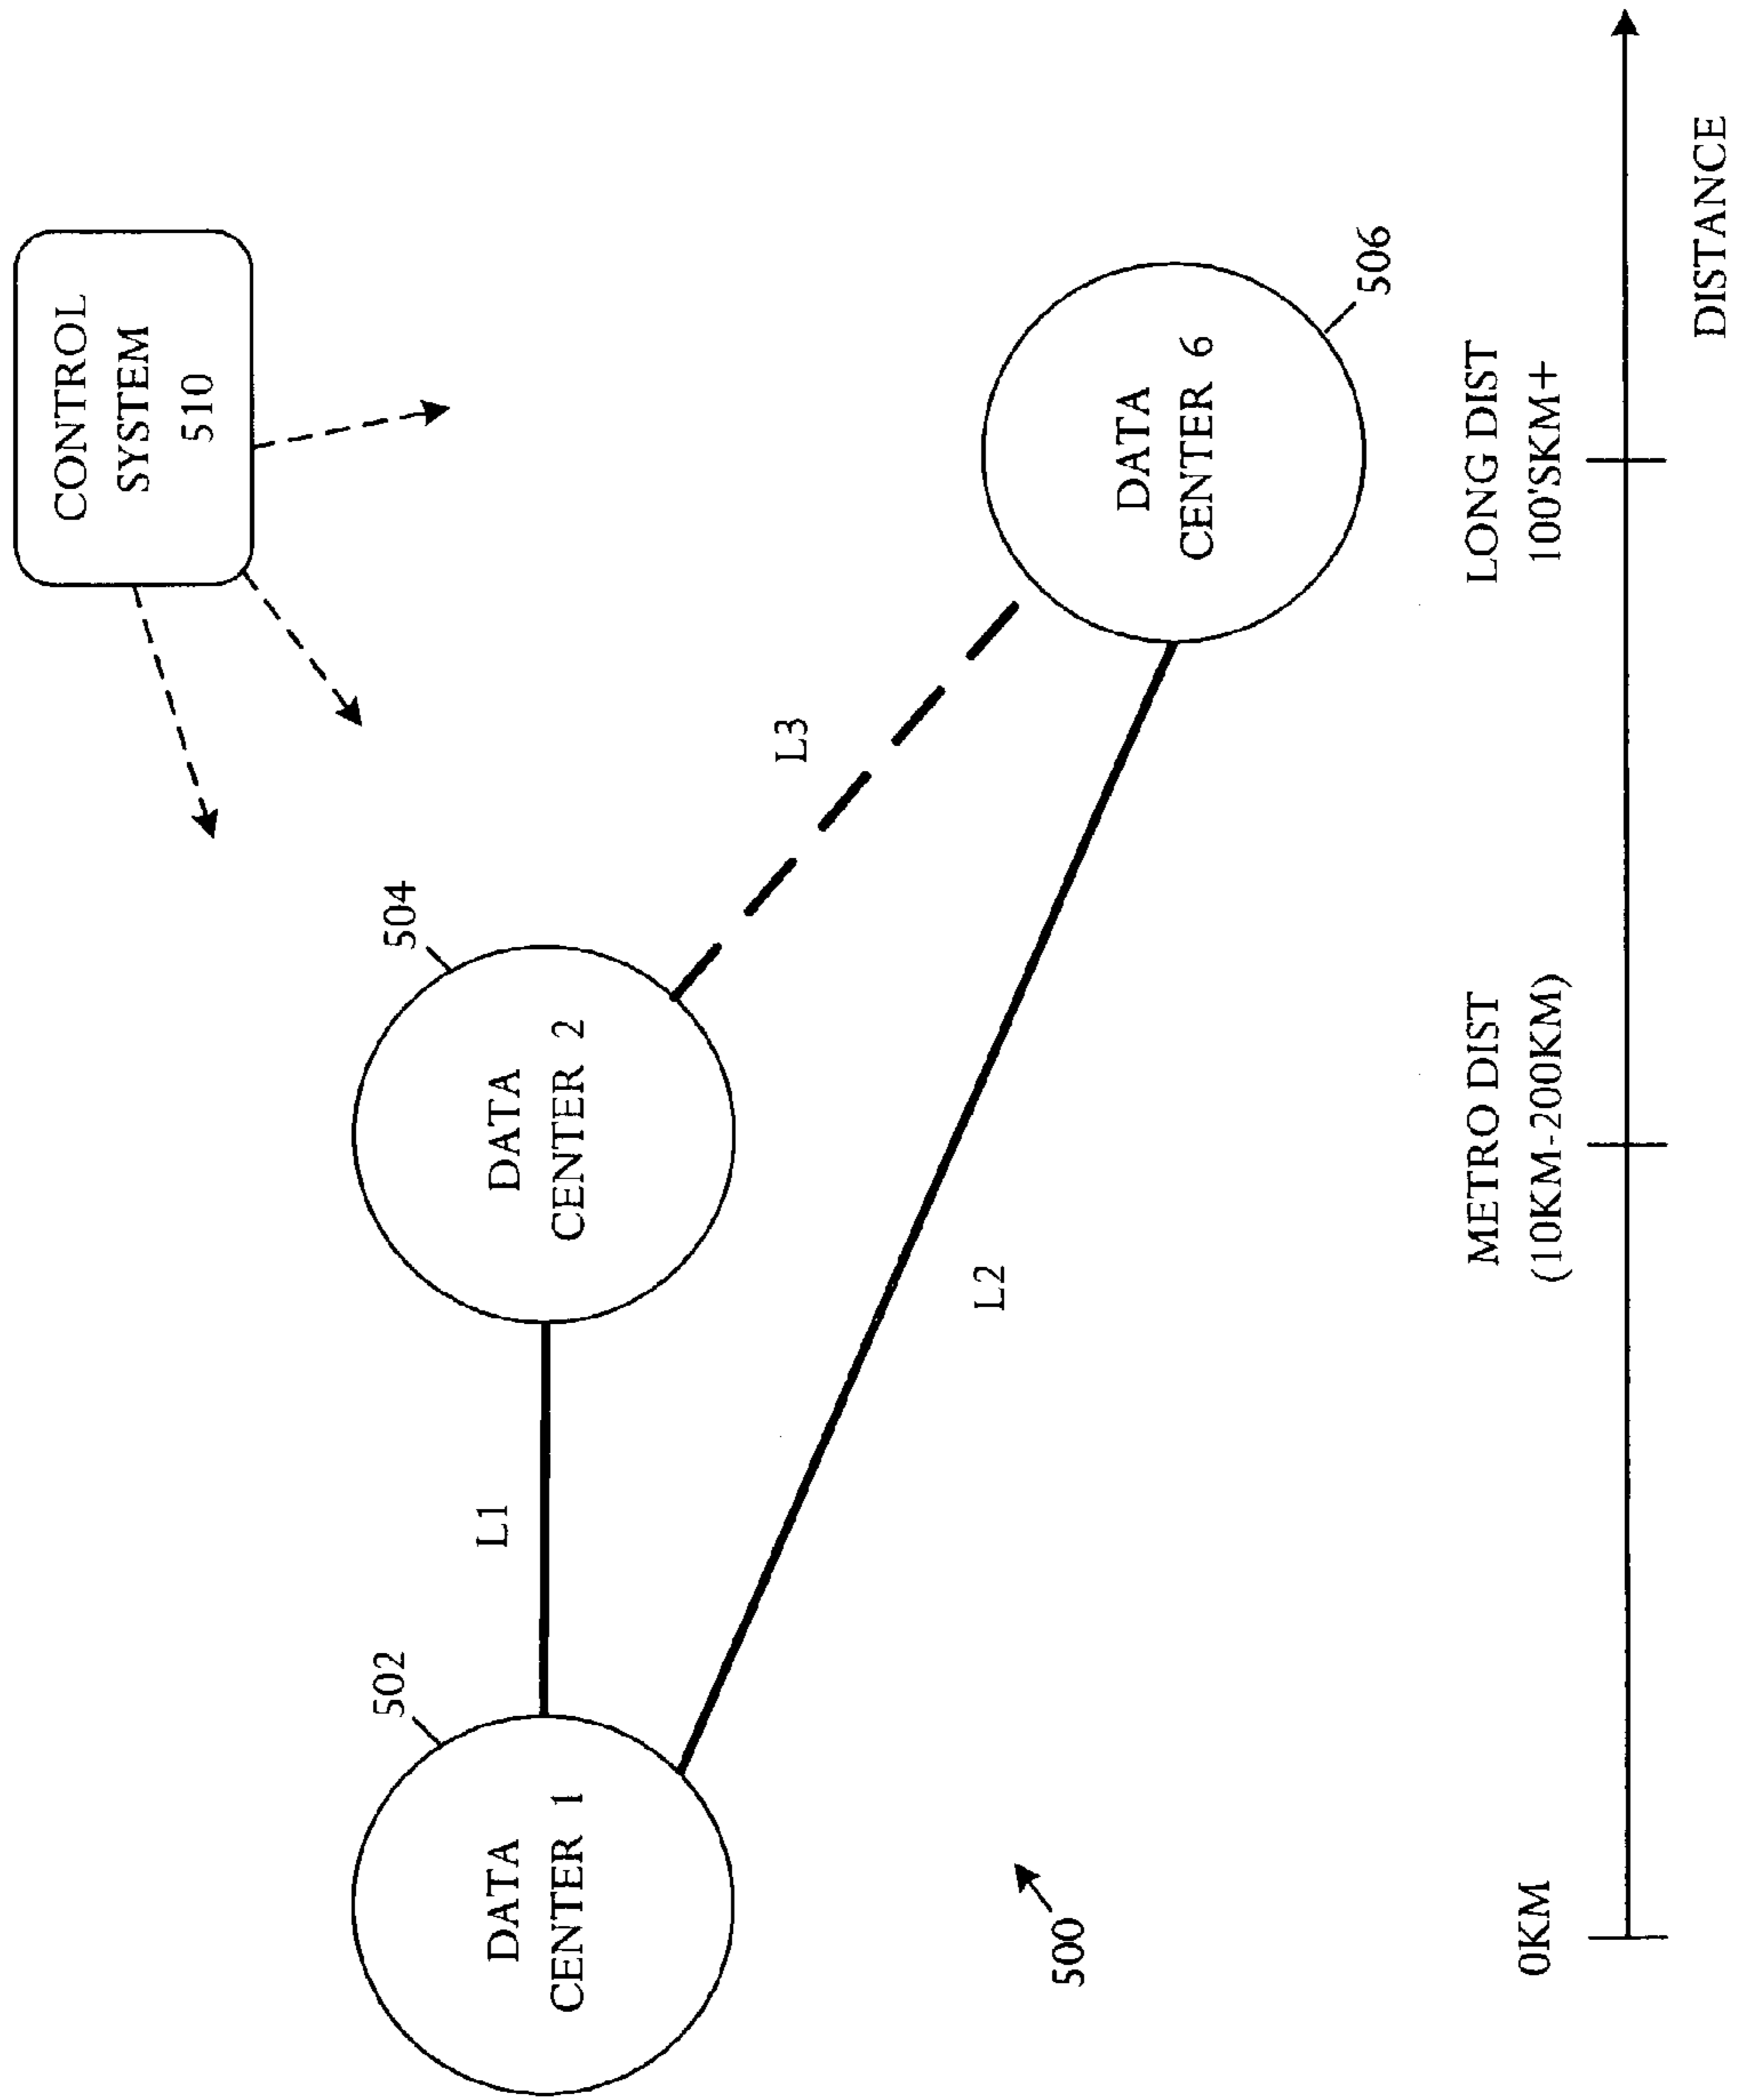 CONTROL
SYSTEM
510
502
504
L1
DATA
CENTER 1
DATA
CENTER 2
L3
L2
DATA
CENTER 6
506
500
0KM
METRO DIST
(10KM-200KM)
LONG DIST
100'SKM+
DISTANCE